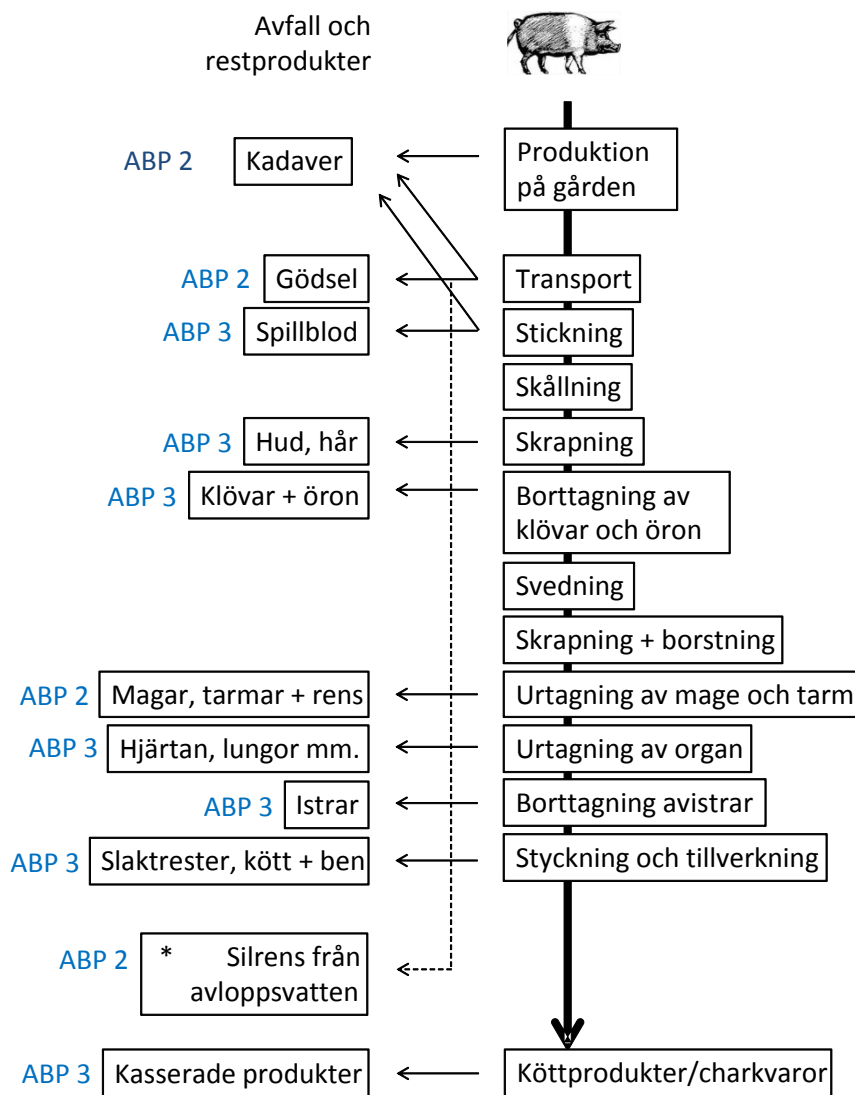 Avfall och
restprodukter
ABP 2 Kadaver
Produktion
på gården
ABP 2 Gödsel
Transport
ABP 3 Spillblod
Stickning
Skållning
ABP 3 Hud, hår
Skrapning
ABP 3 Klövar + öron
Borttagning av
klövar och öron
Svedning
Skrapning + borstning
ABP 2 Magar, tarmar + rens
Urtagning av mage och tarm
ABP 3 Hjärtan, lungor mm.
Urtagning av organ
ABP 3 Istrar
Borttagning avistrar
ABP 3 Slaktrester, kött + ben
Styckning och tillverkning
ABP 2 * Silrens från
avloppsvatten
ABP 3 Kasserade produkter
Köttprodukter/charkvaror